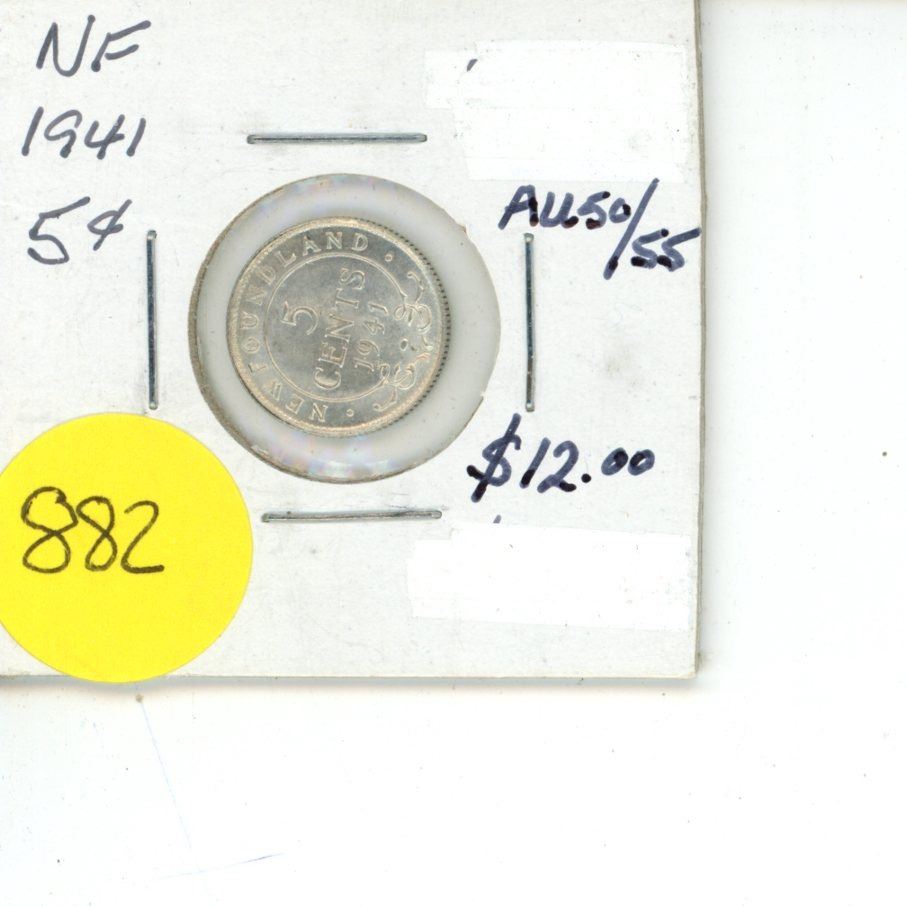 NF
1941
5¢
AU50/55
NEWFOUNDLAND
5
CENTS
1941
$12.00
882